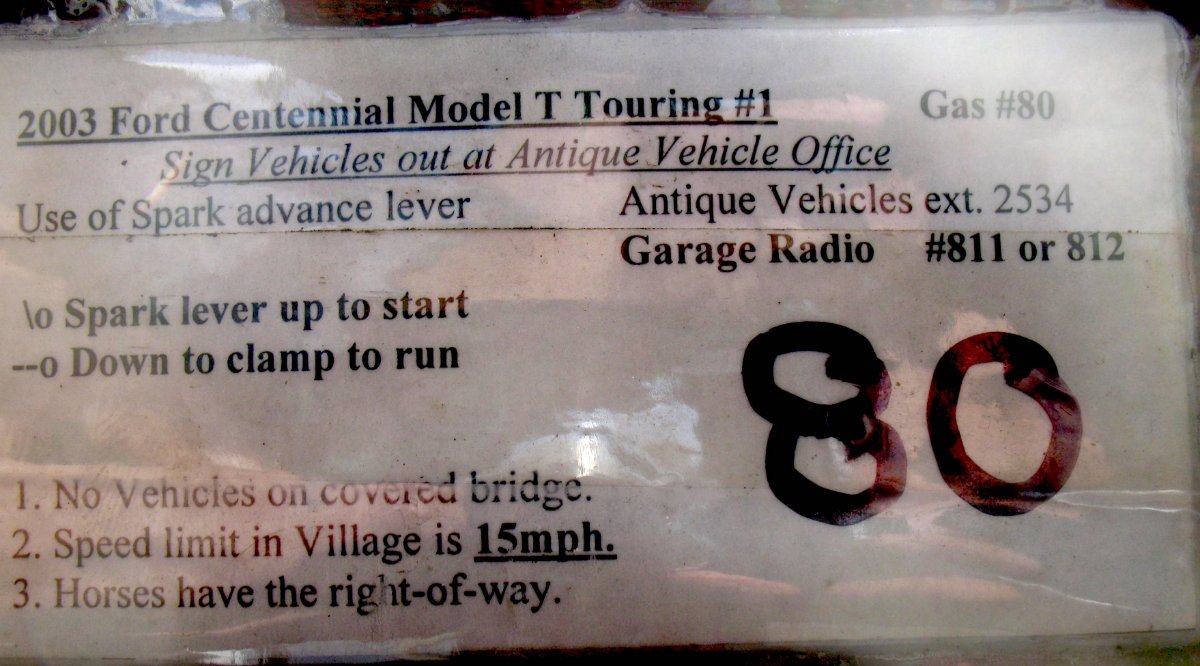 2003 Ford Centennial Model T Touring #1 Gas #80
Sign Vehicles out at Antique Vehicle Office
Use of Spark advance lever Antique Vehicles ext. 2534
Garage Radio #811 or 812
\o Spark lever up to start
--o Down to clamp to run
80
1. No Vehicles on covered bridge.
2. Speed limit in Village is 15mph.
3. Horses have the right-of-way.